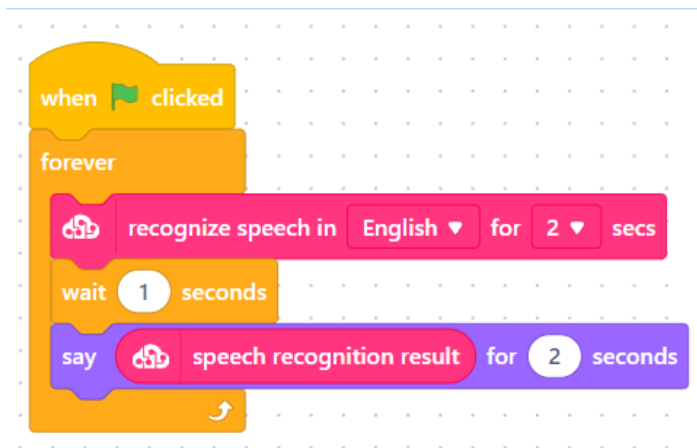 when clicked
forever
recognize speech in English for 2 secs
wait 1 seconds
say speech recognition result for 2 seconds